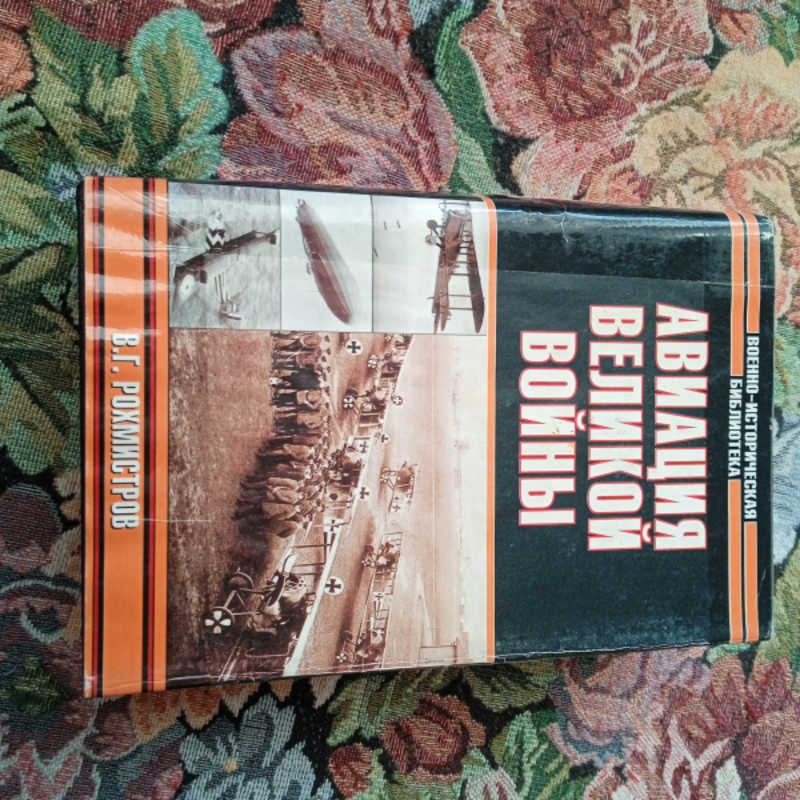 ВОЕННО-ИСТОРИЧЕСКАЯ
БИБЛИОТЕКА
АВИАЦИЯ
ВЕЛИКОЙ
ВОЙНЫ
В.Г. РОХМИСТРОВ